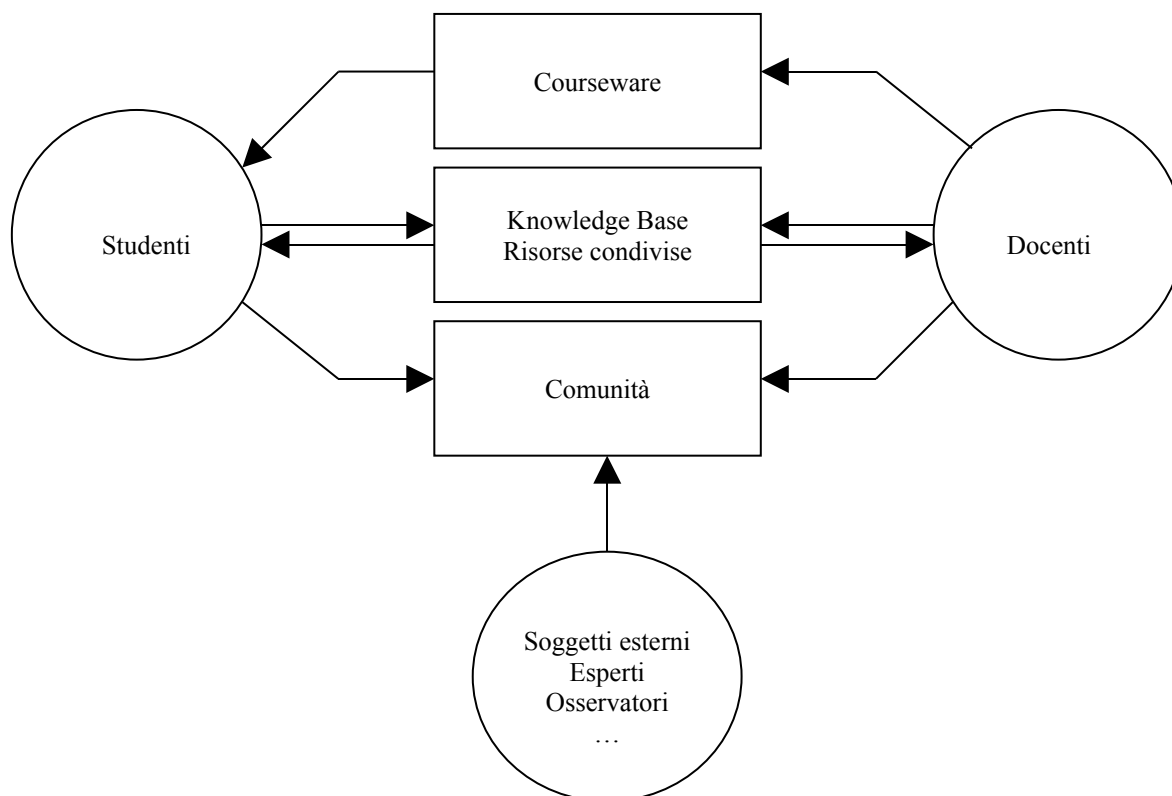 Courseware
Studenti
Knowledge Base
Risorse condivise
Docenti
Comunità
Soggetti esterni
Esperti
Osservatori
…